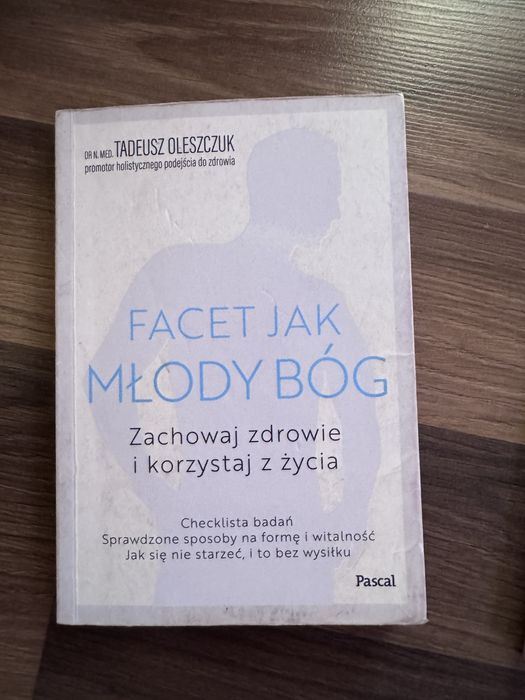 DR N. MED. TADEUSZ OLESZCZUK
promotor holistycznego podejścia do zdrowia
FACET JAK
MŁODY BÓG
Zachowaj zdrowie
i korzystaj z życia
Checklista badań
Sprawdzone sposoby na formę i witalność
Jak się nie starzeć, i to bez wysiłku
Pascal